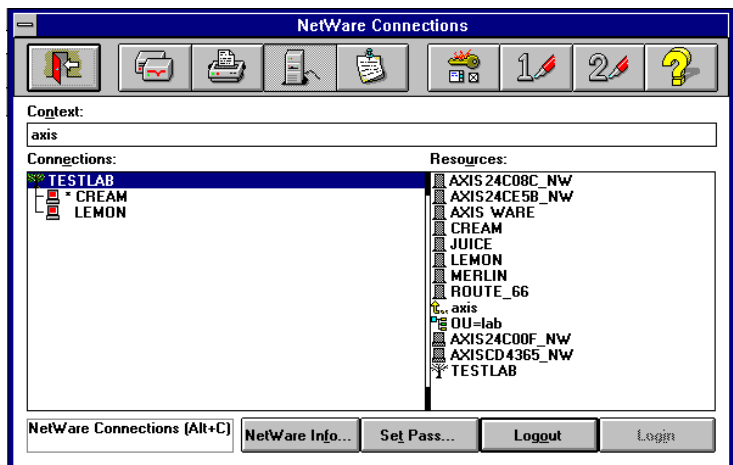 NetWare Connections
1
2
?
Context:
axis
Connections:
TESTLAB
* CREAM
LEMON
Resources:
AXIS24C08C_NW
AXIS24CE5B_NW
AXIS WARE
CREAM
JUICE
LEMON
MERLIN
ROUTE_66
.. axis
OU=lab
AXIS24C00F_NW
AXISCD4365_NW
TESTLAB
NetWare Connections (Alt+C)
NetWare Info...
Set Pass...
Logout
Login